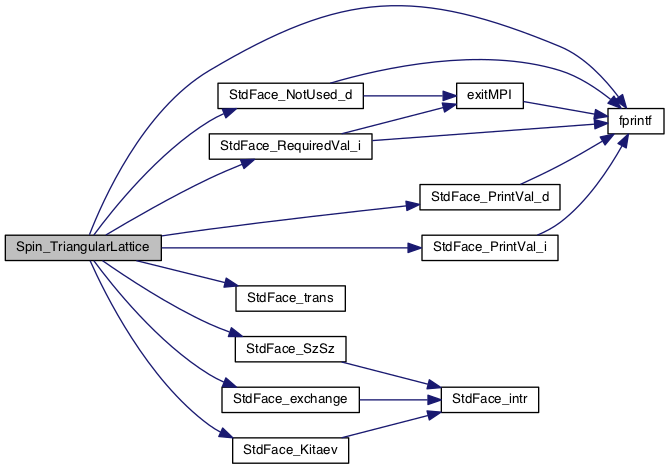 StdFace_NotUsed_d
exitMPI
fprintf
StdFace_RequiredVal_i
StdFace_PrintVal_d
Spin_TriangularLattice
StdFace_PrintVal_i
StdFace_trans
StdFace_SzSz
StdFace_exchange
StdFace_intr
StdFace_Kitaev